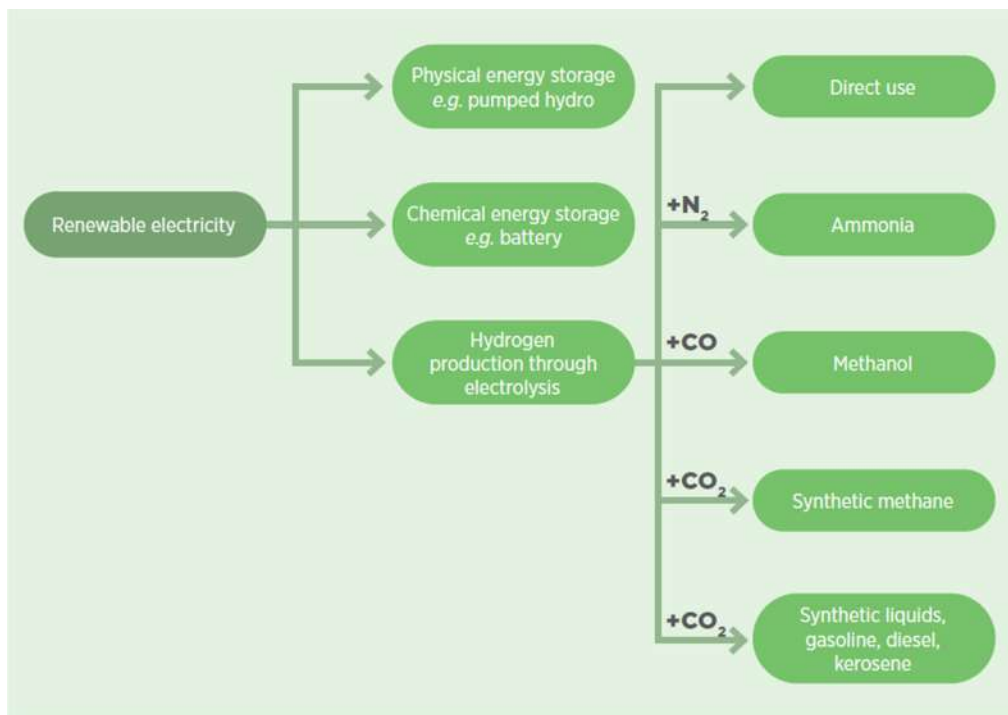 Physical energy storage
e.g. pumped hydro
Direct use
+N₂
Renewable electricity
Chemical energy storage
e.g. battery
Ammonia
+CO
Hydrogen
production through
electrolysis
Methanol
+CO₂
Synthetic methane
+CO₂
Synthetic liquids,
gasoline, diesel,
kerosene